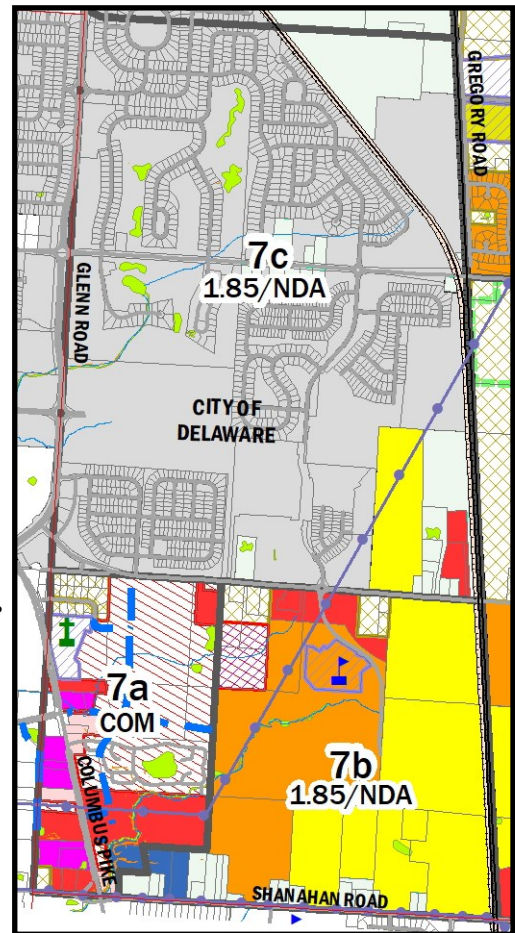 GREGORY ROAD
7c
1.85/NDA
GLENN ROAD
CITY OF
DELAWARE
7a
COM
COLUMBUS PIKE
7b
1.85/NDA
SHANAHAN ROAD